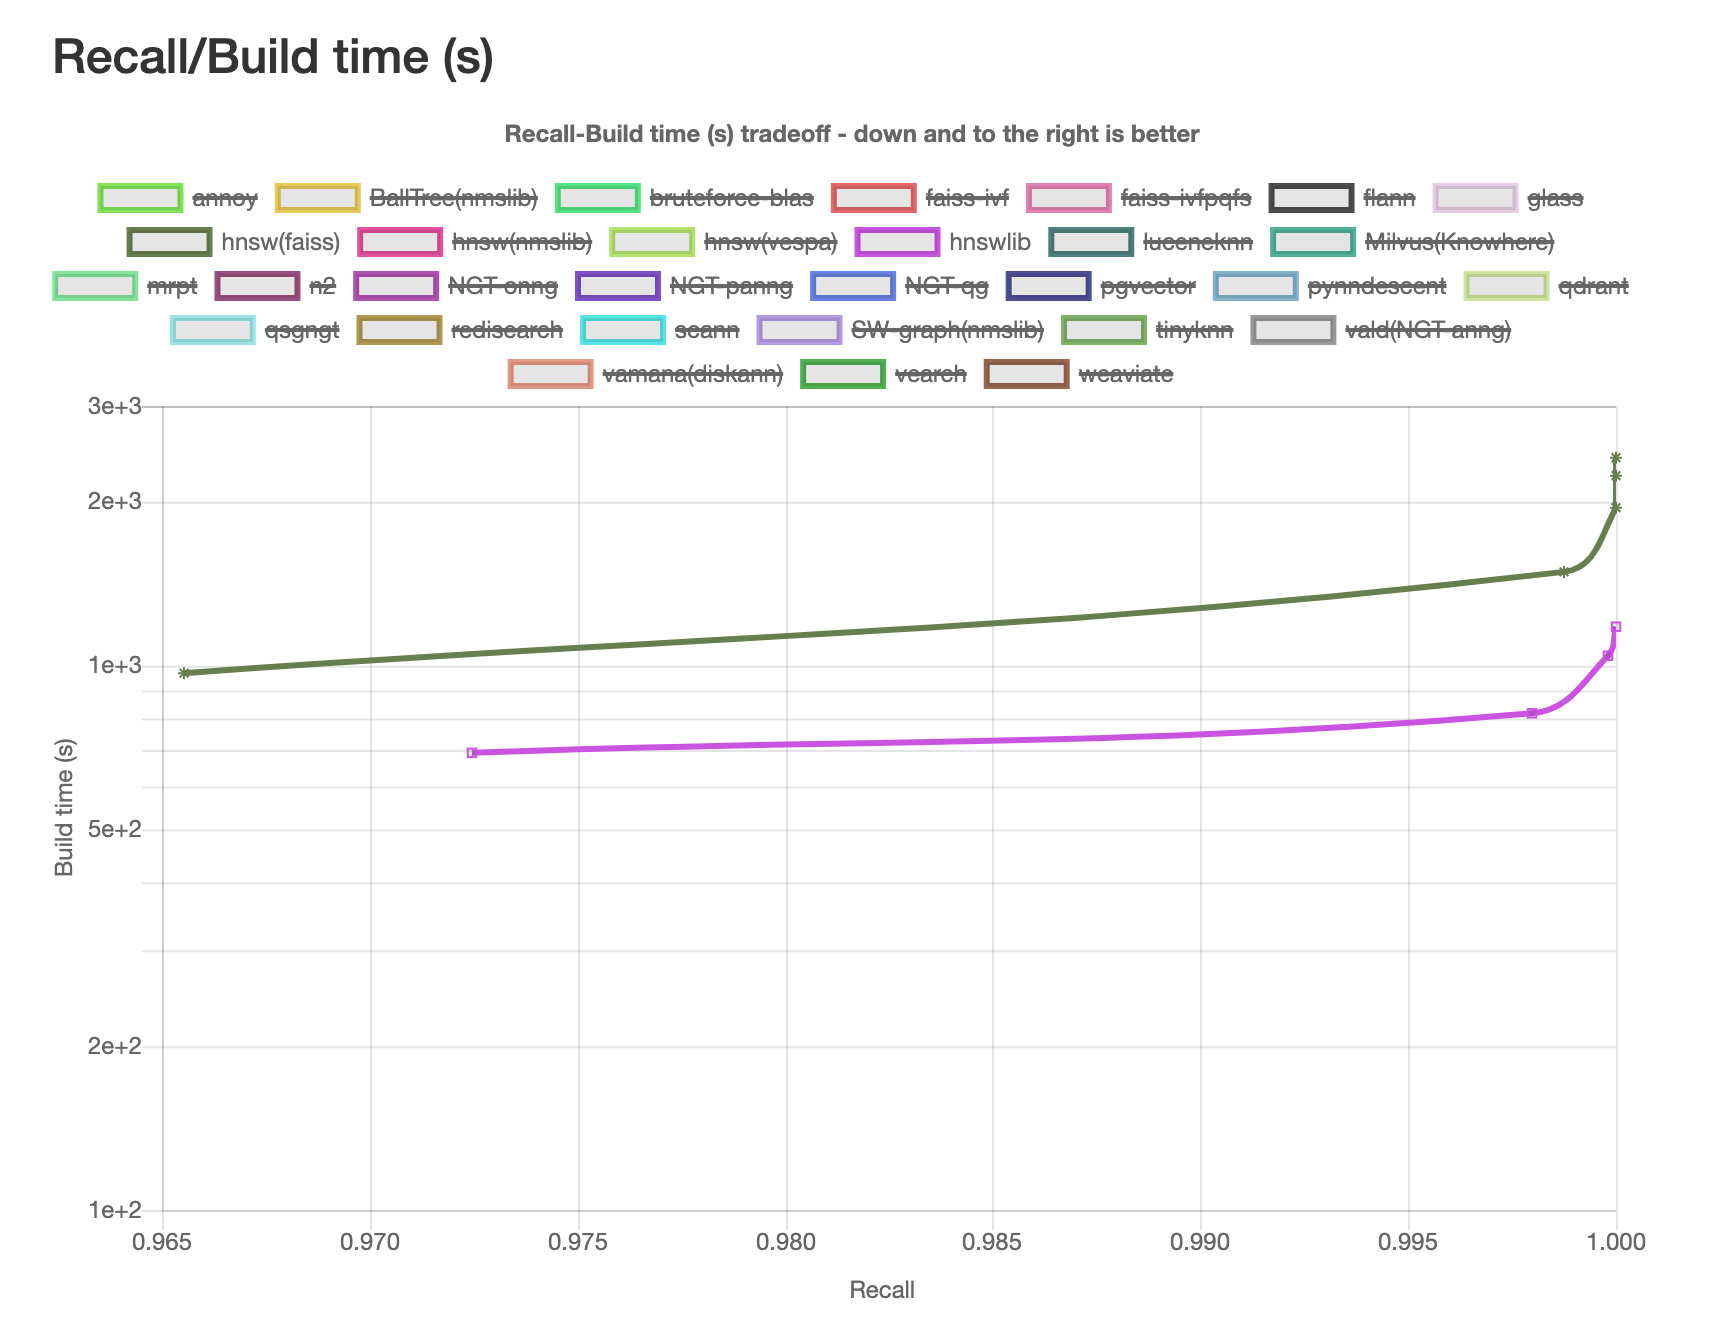 Recall/Build time (s)
Recall-Build time (s) tradeoff - down and to the right is better
annoy BallTree(nmslib) bruteforce-blas faiss-ivf faiss-ivfpqfs flann glass
hnsw(faiss) hnsw(nmslib) hnsw(vespa) hnswlib luceneknn Milvus(Knowhere)
mrpt n2 NGT-onng NGT-panng NGT-qg pgvector pynndescent qdrant
qsgngt redisearch scann SW-graph(nmslib) tinyknn vald(NGT-anng)
vamana(diskann) vearch weaviate
3e+3
2e+3
1e+3
5e+2
2e+2
1e+2
Build time (s)
0.965 0.970 0.975 0.980 0.985 0.990 0.995 1.000
Recall